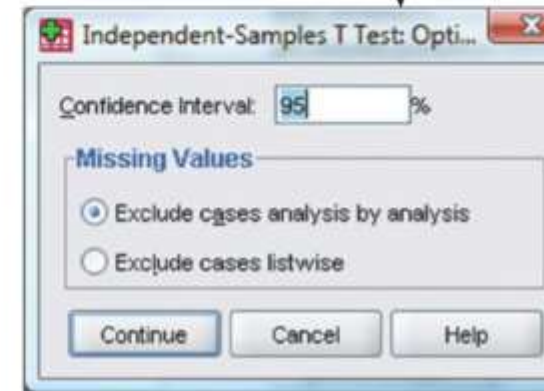 Independent-Samples T Test: Opti...
Confidence Interval: 95 %
Missing Values
Exclude cases analysis by analysis
Exclude cases listwise
Continue Cancel Help